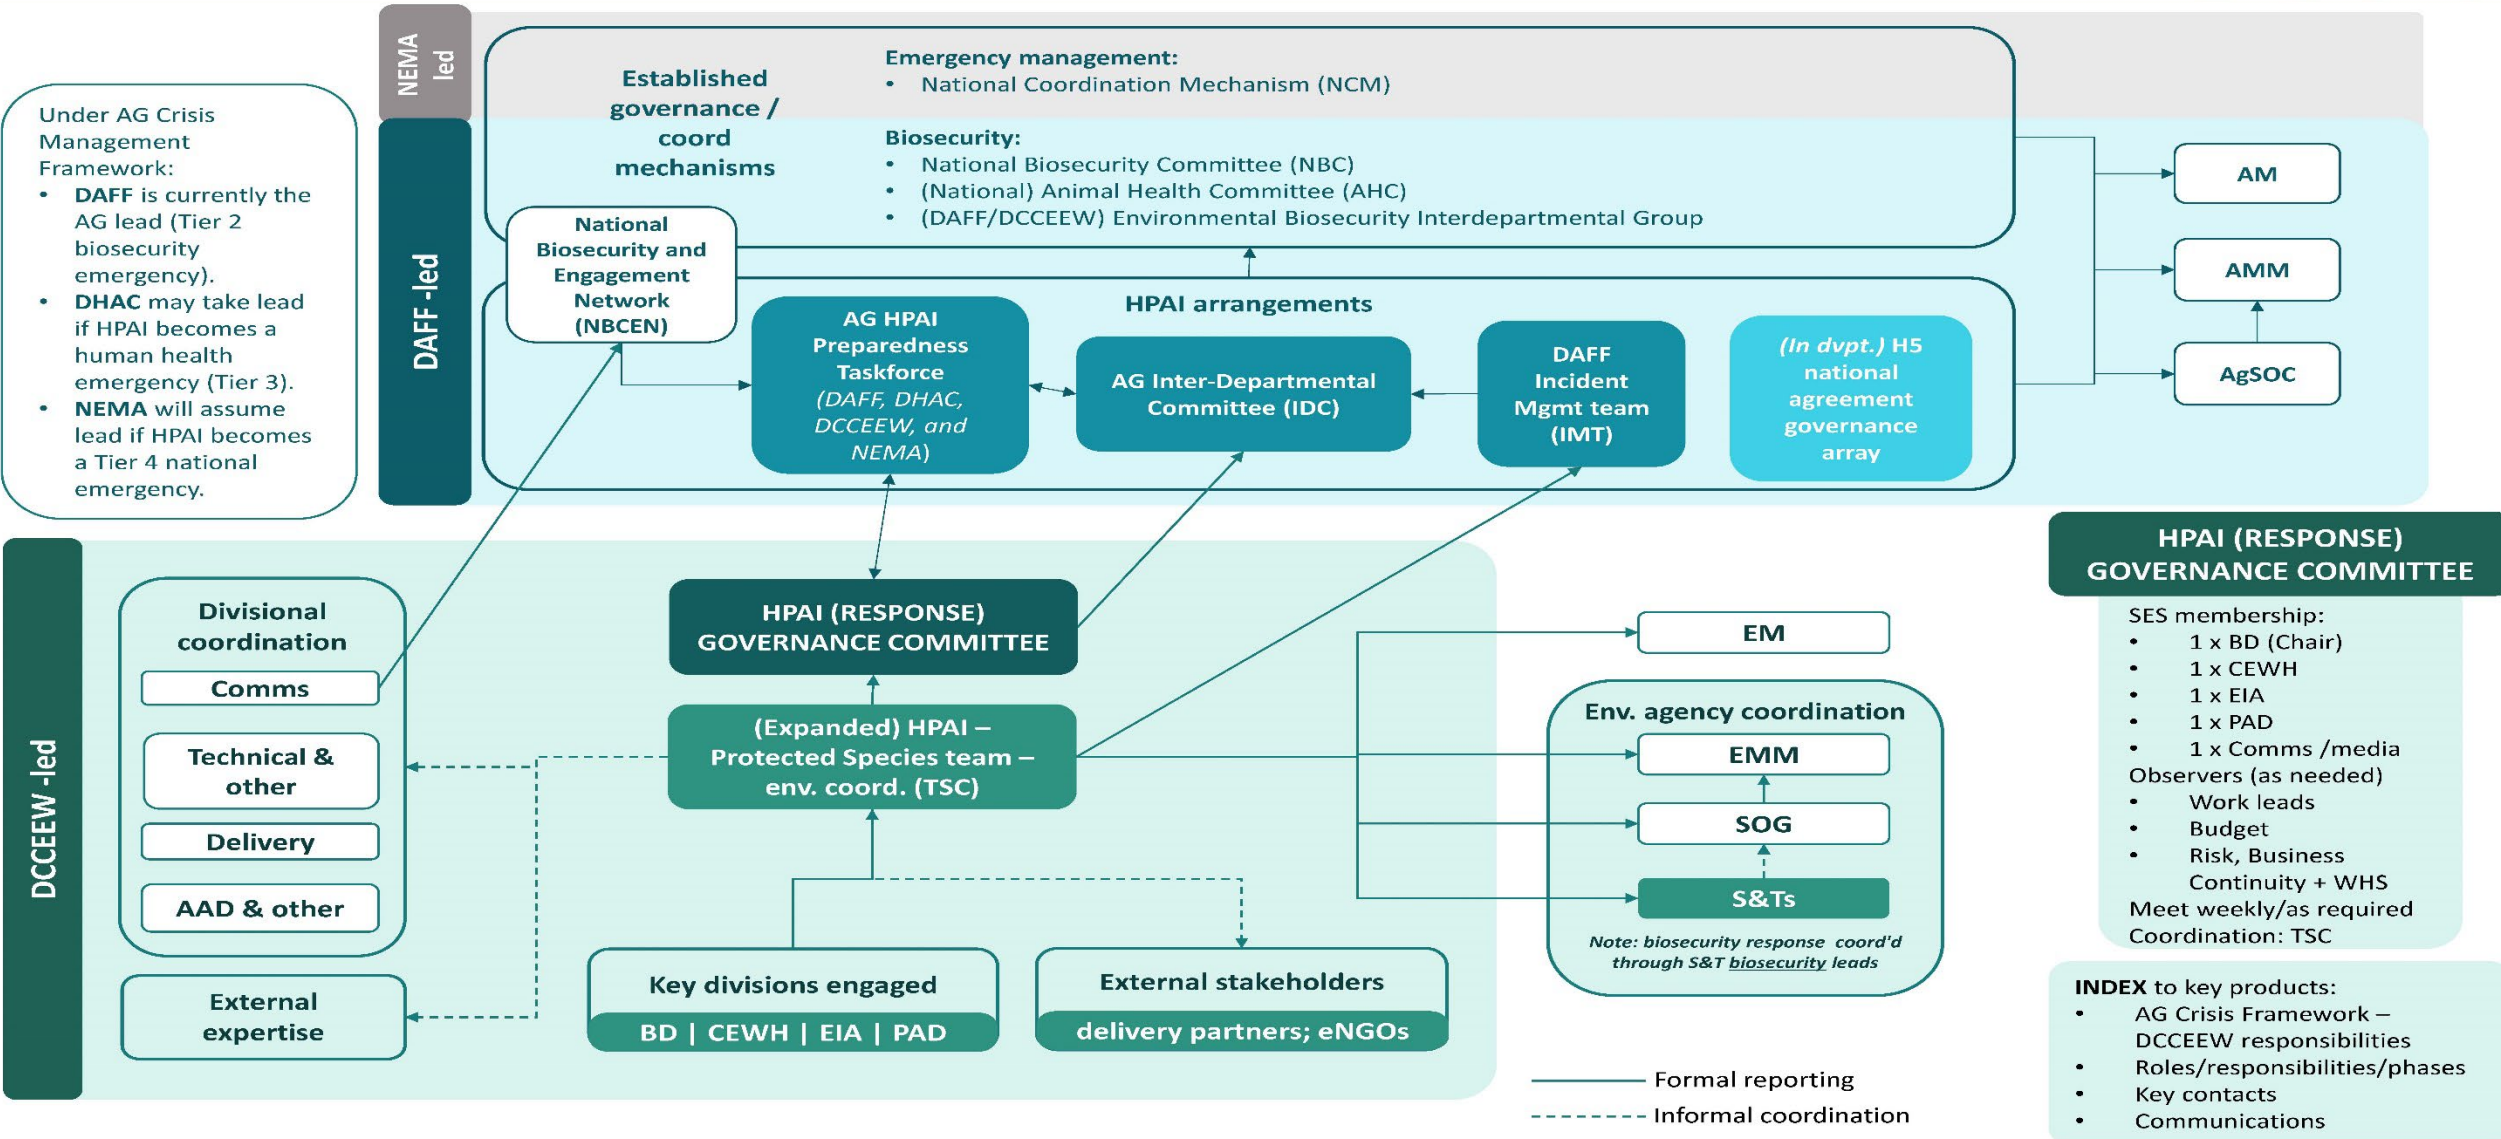 NEMA
led
Established
governance /
coord
mechanisms
Emergency management:
• National Coordination Mechanism (NCM)
Biosecurity:
• National Biosecurity Committee (NBC)
• (National) Animal Health Committee (AHC)
• (DAFF/DCCEEW) Environmental Biosecurity Interdepartmental Group
Under AG Crisis
Management
Framework:
• DAFF is currently the
AG lead (Tier 2
biosecurity
emergency).
• DHAC may take lead
if HPAI becomes a
human health
emergency (Tier 3).
• NEMA will assume
lead if HPAI becomes
a Tier 4 national
emergency.
DAFF -led
National
Biosecurity and
Engagement
Network
(NBCEN)
HPAI arrangements
AG HPAI
Preparedness
Taskforce
(DAFF, DHAC,
DCCEEW, and
NEMA)
AG Inter-Departmental
Committee (IDC)
DAFF
Incident
Mgmt team
(IMT)
(In dvpt.) H5
national
agreement
governance
array
AM
AMM
AgSOC
DCCEEW -led
Divisional
coordination
Comms
Technical &
other
Delivery
AAD & other
External
expertise
HPAI (RESPONSE)
GOVERNANCE COMMITTEE
(Expanded) HPAI –
Protected Species team –
env. coord. (TSC)
Key divisions engaged
BD | CEWH | EIA | PAD
External stakeholders
delivery partners; eNGOs
EM
Env. agency coordination
EMM
SOG
S&Ts
Note: biosecurity response coord'd
through S&T biosecurity leads
Formal reporting
Informal coordination
HPAI (RESPONSE)
GOVERNANCE COMMITTEE
SES membership:
• 1 x BD (Chair)
• 1 x CEWH
• 1 x EIA
• 1 x PAD
• 1 x Comms /media
Observers (as needed)
• Work leads
• Budget
• Risk, Business
Continuity + WHS
Meet weekly/as required
Coordination: TSC
INDEX to key products:
• AG Crisis Framework –
DCCEEW responsibilities
• Roles/responsibilities/phases
• Key contacts
• Communications